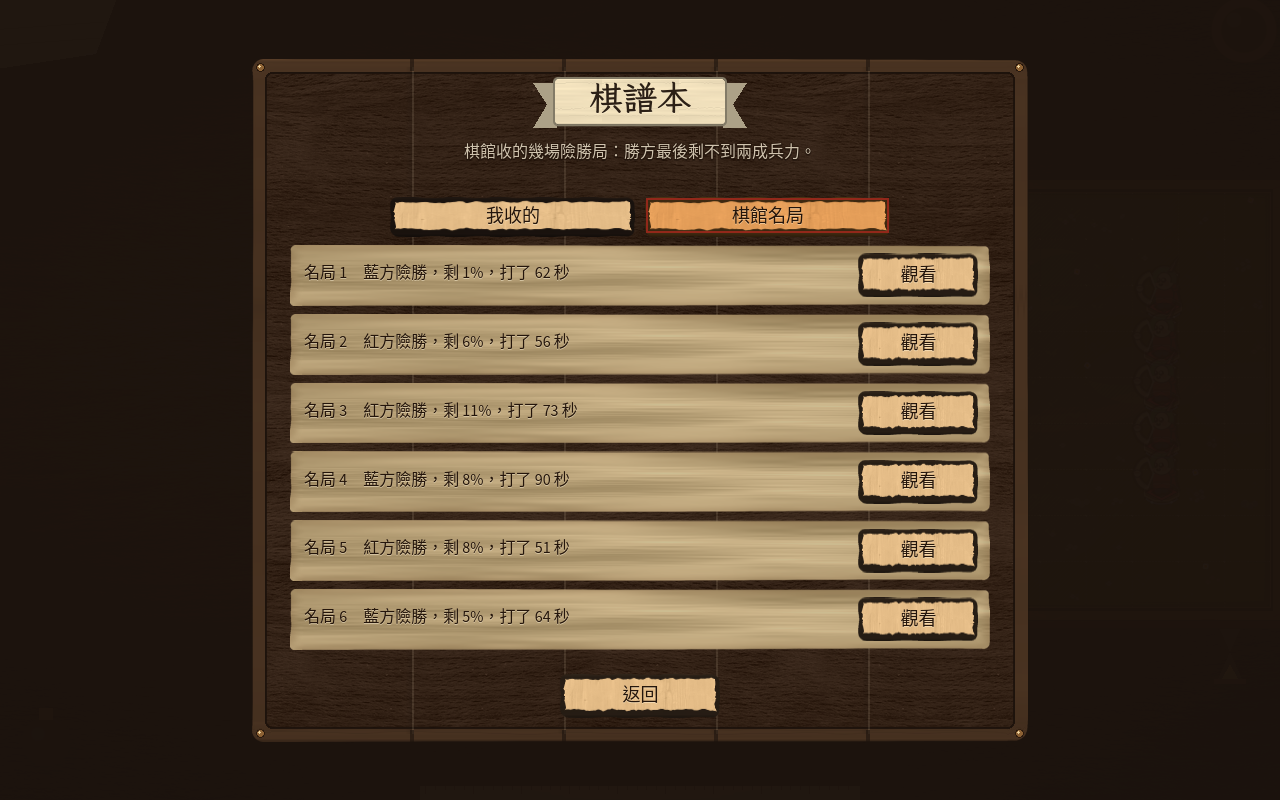 棋譜本
棋館收的幾場險勝局：勝方最後剩不到兩成兵力。
我收的 棋館名局
名局 1 藍方險勝，剩 1%，打了 62 秒 觀看
名局 2 紅方險勝，剩 6%，打了 56 秒 觀看
名局 3 紅方險勝，剩 11%，打了 73 秒 觀看
名局 4 藍方險勝，剩 8%，打了 90 秒 觀看
名局 5 紅方險勝，剩 8%，打了 51 秒 觀看
名局 6 藍方險勝，剩 5%，打了 64 秒 觀看
返回